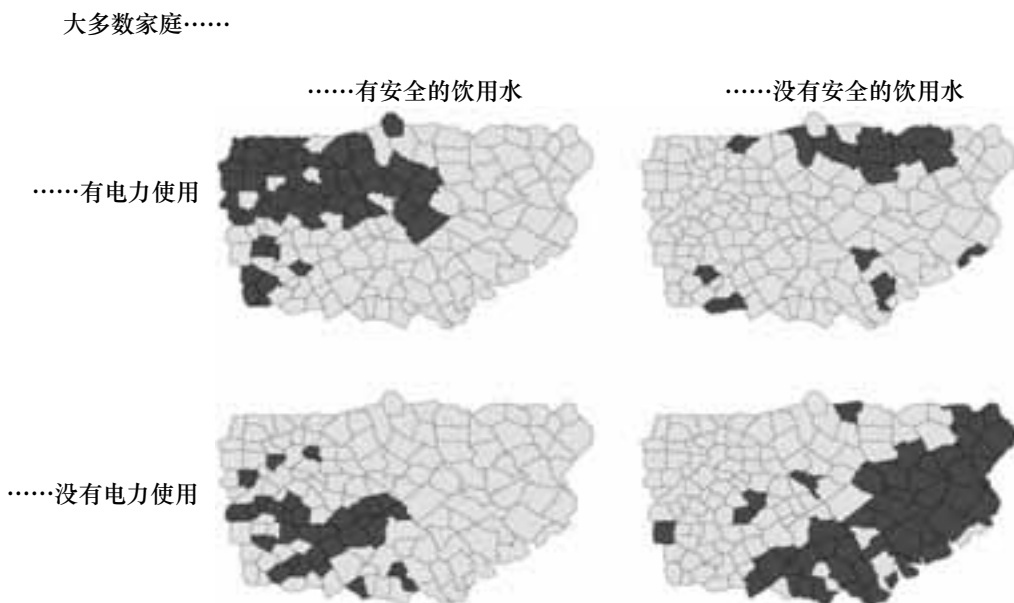 大多数家庭……
……有安全的饮用水
……没有安全的饮用水
……有电力使用
……没有电力使用